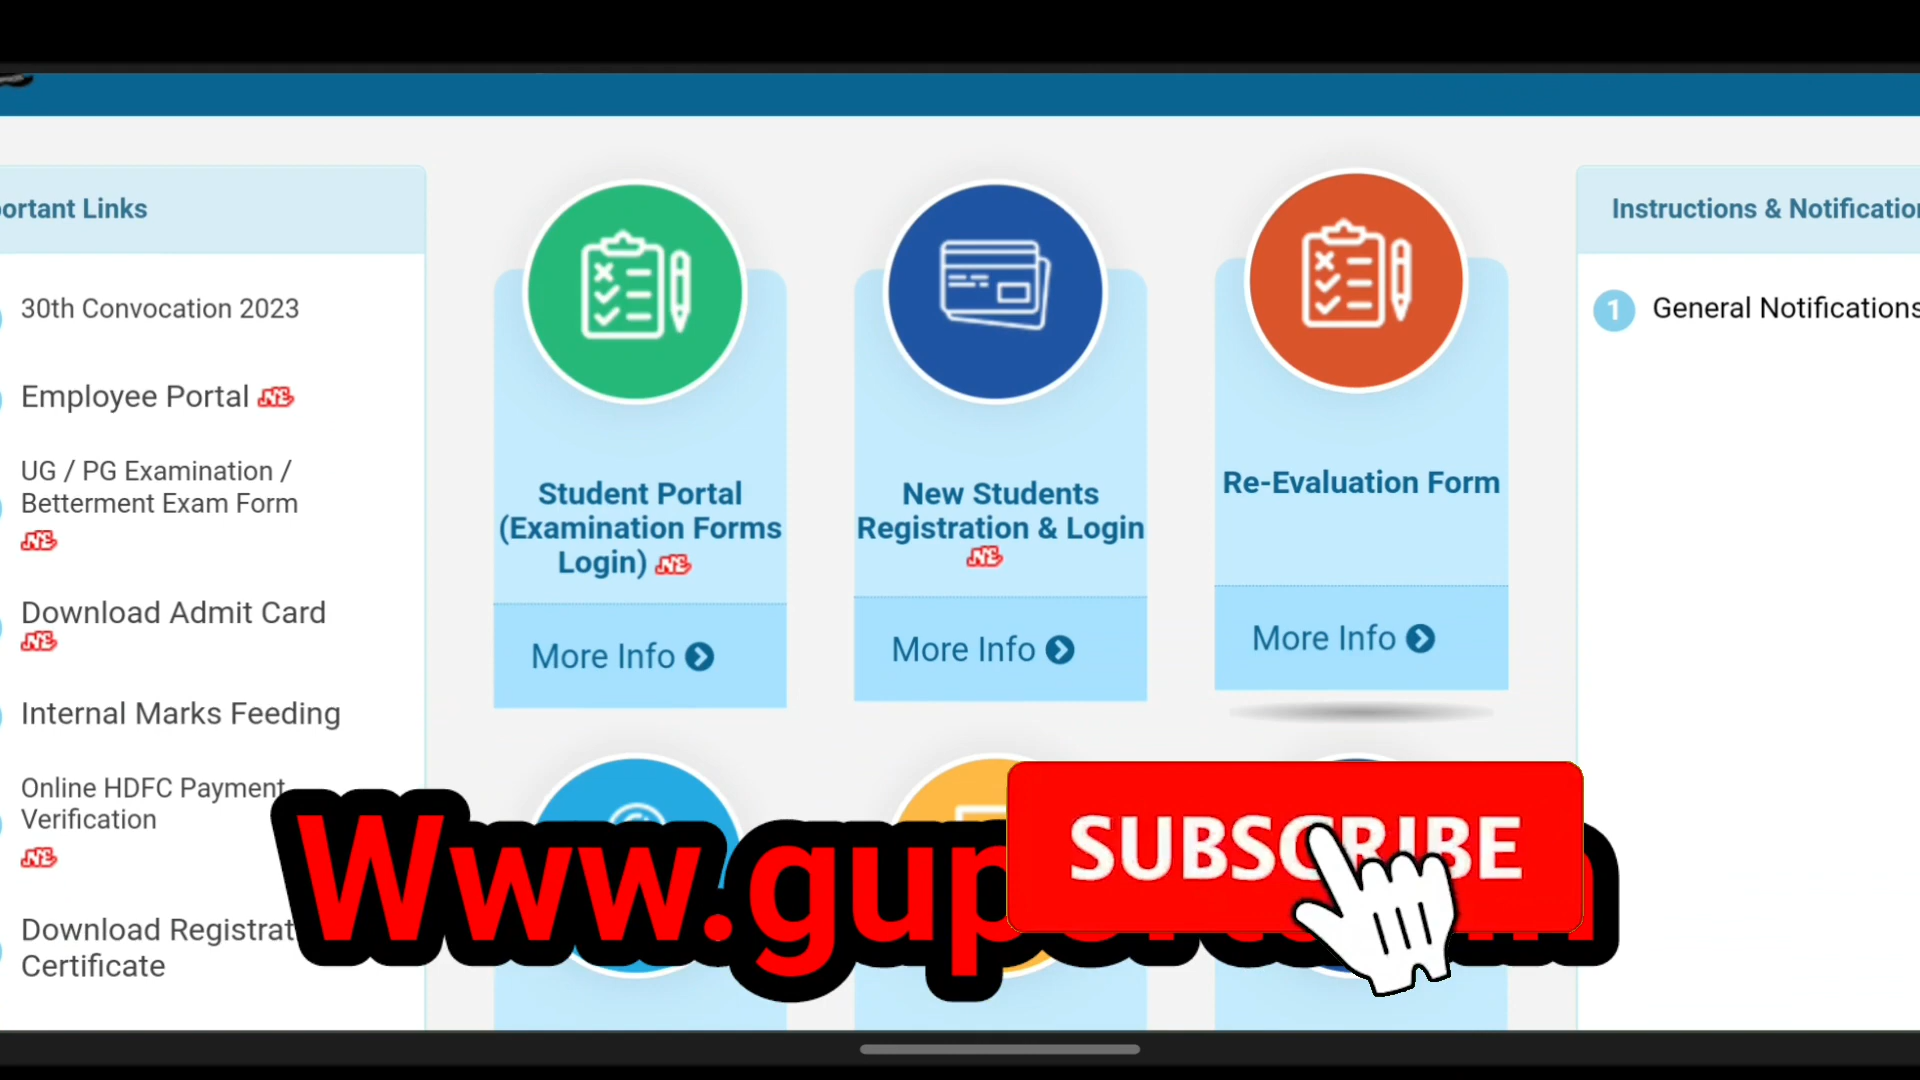 ortant Links
30th Convocation 2023
Employee Portal
UG / PG Examination /
Betterment Exam Form
Download Admit Card
Internal Marks Feeding
Online HDFC Payment
Verification
Download Registrat
Certificate
Student Portal
(Examination Forms
Login)
More Info
New Students
Registration & Login
More Info
Re-Evaluation Form
More Info
Instructions & Notification
1 General Notifications
Www.gup
SUBSCRIBE